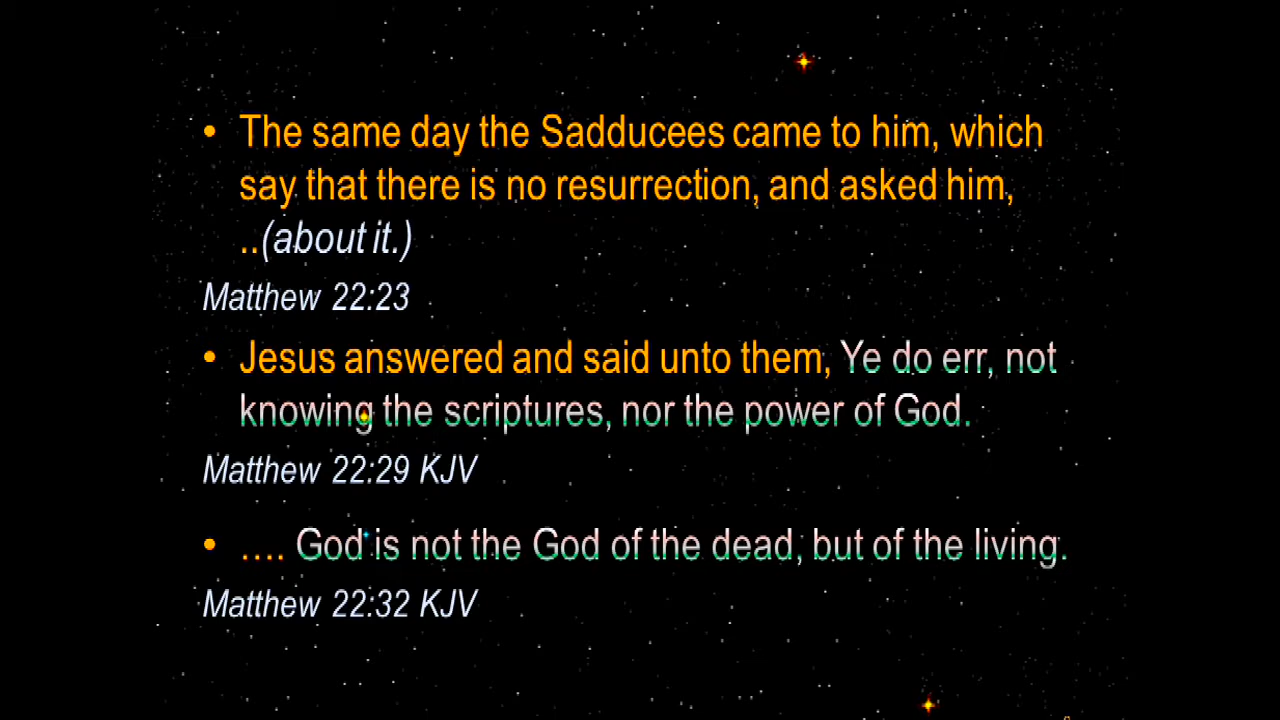 • The same day the Sadducees came to him, which
say that there is no resurrection, and asked him,
..(about it.)
Matthew 22:23
• Jesus answered and said unto them, Ye do err, not
knowing the scriptures, nor the power of God.
Matthew 22:29 KJV
• .... God is not the God of the dead, but of the living.
Matthew 22:32 KJV